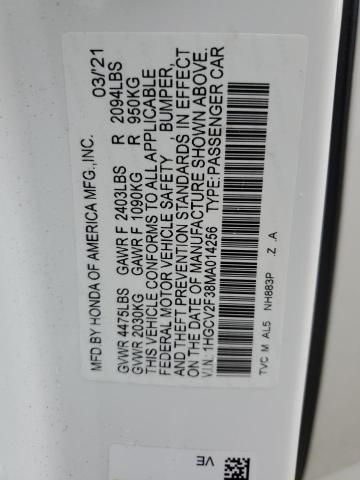 MFD.BY HONDA OF AMERICA MFG.,INC. 03/'21
GVWR 4475LBS GAWR F 2403LBS R 2094LBS
GVWR 2030KG GAWR F 1090KG R 950KG
THIS VEHICLE CONFORMS TO ALL APPLICABLE
FEDERAL MOTOR VEHICLE SAFETY , BUMPER,
AND THEFT PREVENTION STANDARDS IN EFFECT
ON THE DATE OF MANUFACTURE SHOWN ABOVE.
V.I.N.: 1HGCV2F38MA014256 TYPE:PASSENGER CAR
TVC M AL5 NH883P .Z .A
VE